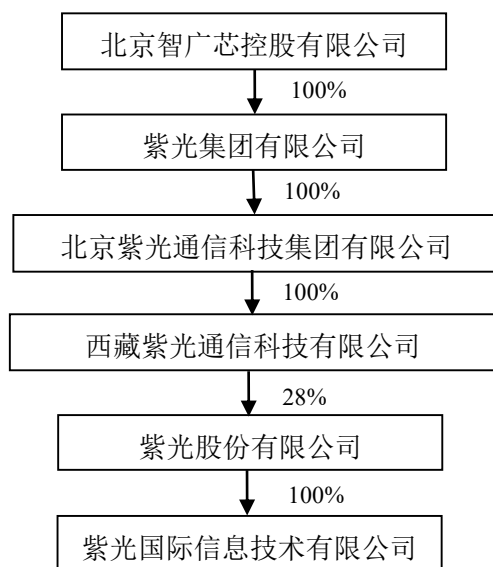 北京智广芯控股有限公司
100%
紫光集团有限公司
100%
北京紫光通信科技集团有限公司
100%
西藏紫光通信科技有限公司
28%
紫光股份有限公司
100%
紫光国际信息技术有限公司